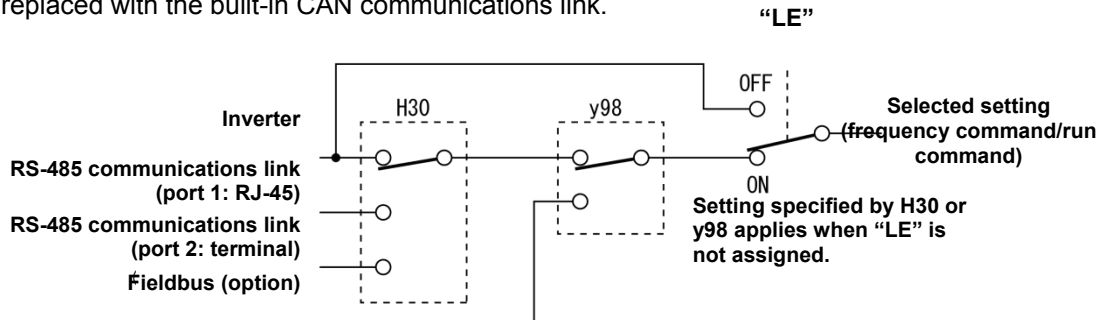 replaced with the built-in CAN communications link.
“LE”
OFF
H30
y98
Inverter
Selected setting
(frequency command/run
command)
RS-485 communications link
(port 1: RJ-45)
ON
RS-485 communications link
(port 2: terminal)
Setting specified by H30 or
y98 applies when “LE” is
not assigned.
Fieldbus (option)